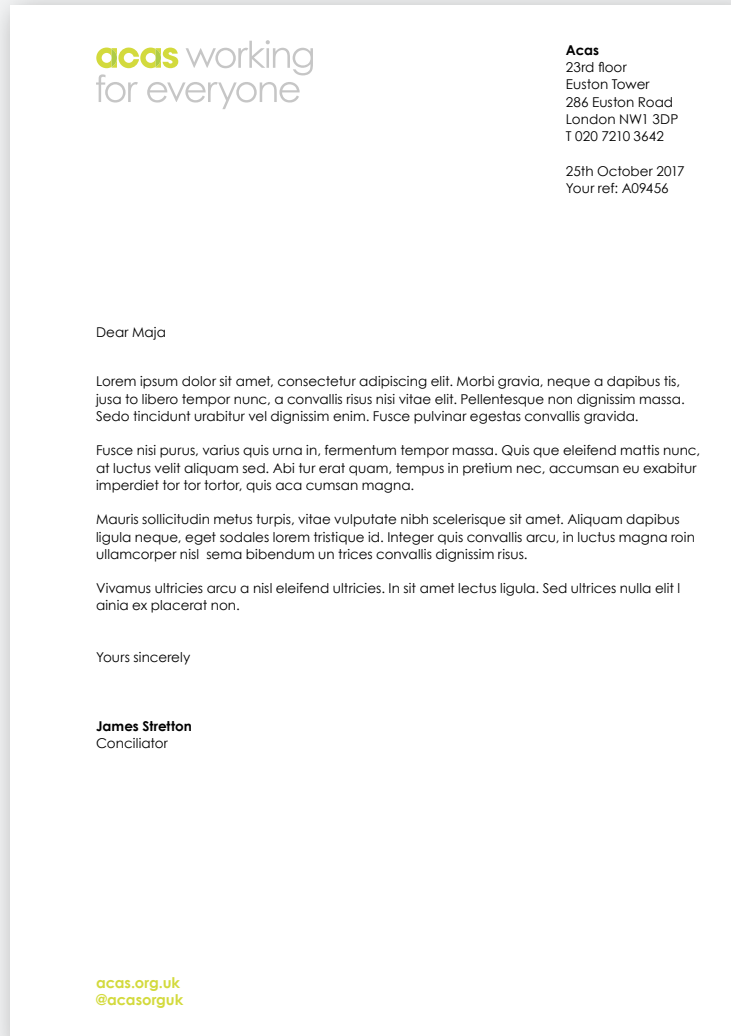 acas working
for everyone
Acas
23rd floor
Euston Tower
286 Euston Road
London NW1 3DP
T 020 7210 3642
25th October 2017
Your ref: A09456
Dear Maja
Lorem ipsum dolor sit amet, consectetur adipiscing elit. Morbi gravia, neque a dapibus tis,
jusa to libero tempor nunc, a convallis risus nisi vitae elit. Pellentesque non dignissim massa.
Sedo tincidunt urabitur vel dignissim enim. Fusce pulvinar egestas convallis gravida.
Fusce nisi purus, varius quis urna in, fermentum tempor massa. Quis que eleifend mattis nunc,
at luctus velit aliquam sed. Abi tur erat quam, tempus in pretium nec, accumsan eu exabitur
imperdiet tor tor tortor, quis aca cumsan magna.
Mauris sollicitudin metus turpis, vitae vulputate nibh scelerisque sit amet. Aliquam dapibus
ligula neque, eget sodales lorem tristique id. Integer quis convallis arcu, in luctus magna roin
ullamcorper nisl  sema bibendum un trices convallis dignissim risus.
Vivamus ultricies arcu a nisl eleifend ultricies. In sit amet lectus ligula. Sed ultrices nulla elit l
ainia ex placerat non.
Yours sincerely
James Stretton
Conciliator
acas.org.uk
@acasorguk